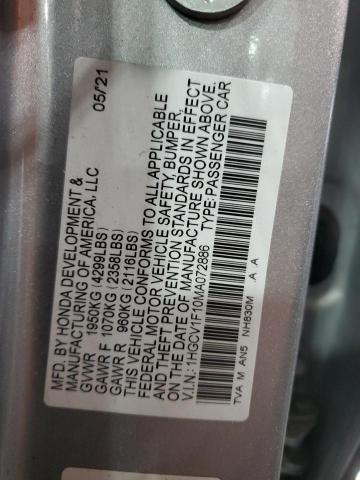 MFD. BY HONDA DEVELOPMENT & 05/21
MANUFACTURING OF AMERICA, LLC
GVWR 1950KG (4299LBS)
GAWR F 1070KG (2358LBS)
GAWR R 960KG (2116LBS)
THIS VEHICLE CONFORMS TO ALL APPLICABLE
FEDERAL MOTOR VEHICLE SAFETY, BUMPER,
ON THE DATE OF MANUFACTURE SHOWN ABOVE.
AND THEFT PREVENTION STANDARDS IN EFFECT
V.I.N.: 1HGCV1F10MA072886 TYPE: PASSENGER CAR
TVA M AN5 NH830M A A